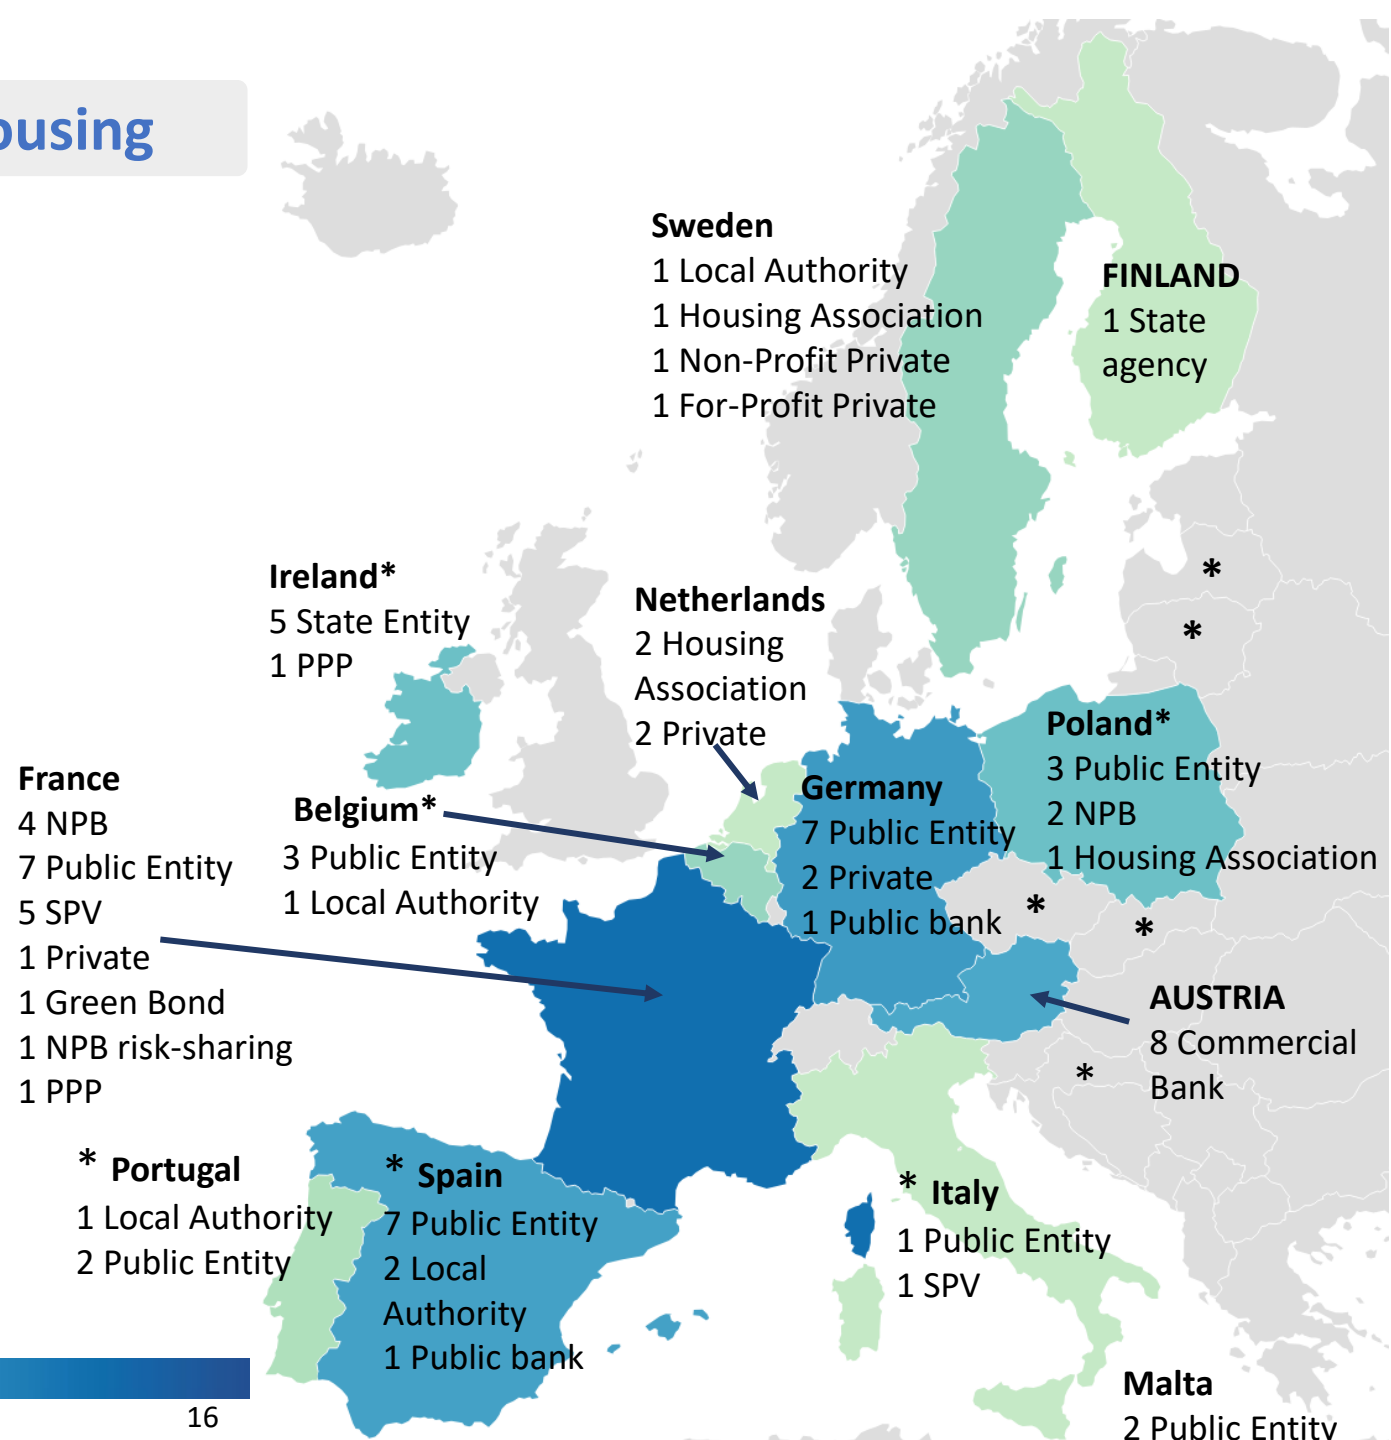 ousing
Sweden
1 Local Authority
1 Housing Association
1 Non-Profit Private
1 For-Profit Private
FINLAND
1 State
agency
Ireland*
5 State Entity
1 PPP
Netherlands
2 Housing
Association
2 Private
*
*
Poland*
3 Public Entity
2 NPB
1 Housing Association
France
4 NPB
7 Public Entity
5 SPV
1 Private
1 Green Bond
1 NPB risk-sharing
1 PPP
Belgium*
3 Public Entity
1 Local Authority
Germany
7 Public Entity
2 Private
1 Public bank
*
*
AUSTRIA
8 Commercial
Bank
*
* Portugal
1 Local Authority
2 Public Entity
* Spain
7 Public Entity
2 Local
Authority
1 Public bank
* Italy
1 Public Entity
1 SPV
Malta
2 Public Entity
16